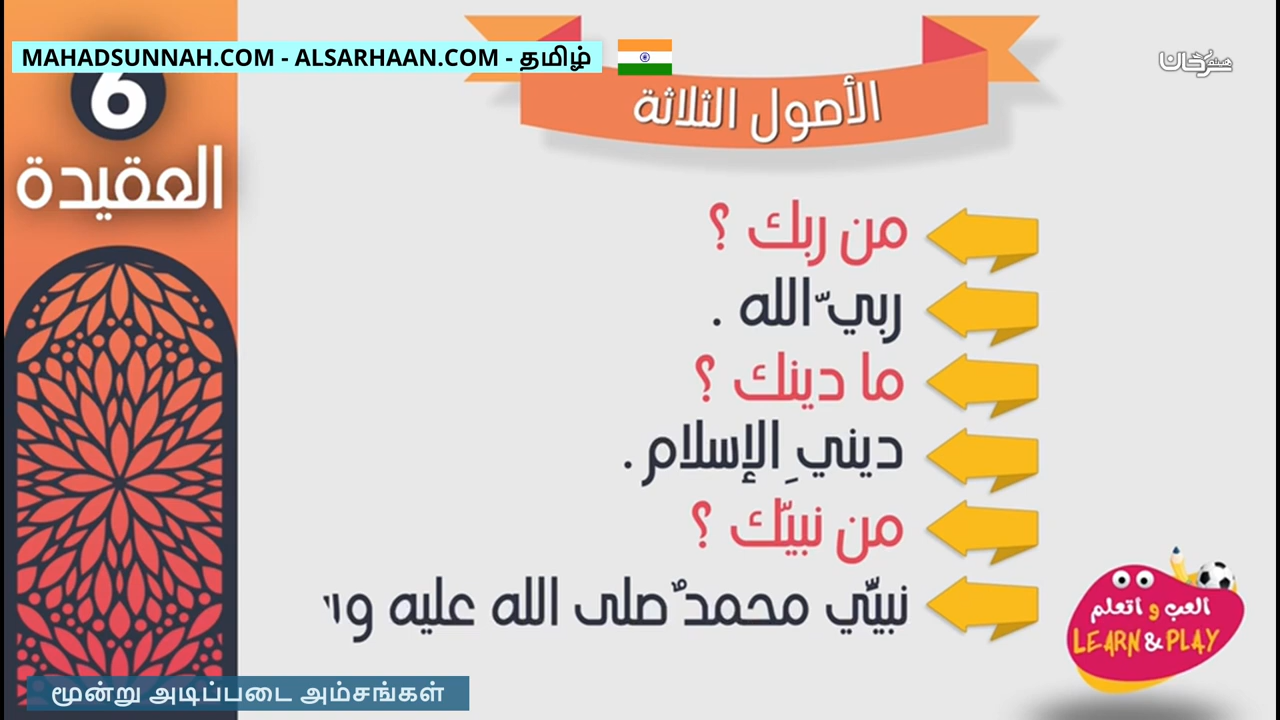 MAHADSUNNAH.COM - ALSARHAAN.COM - தமிழ்
6
العقيدة
الأصول الثلاثة
من ربك ؟
ربيّ الله .
ما دينك ؟
ديني الإسلام .
من نبيّك ؟
نبيّي محمدٌ صلى الله عليه و
العب و اتعلم
LEARN & PLAY
மூன்று அடிப்படை அம்சங்கள்